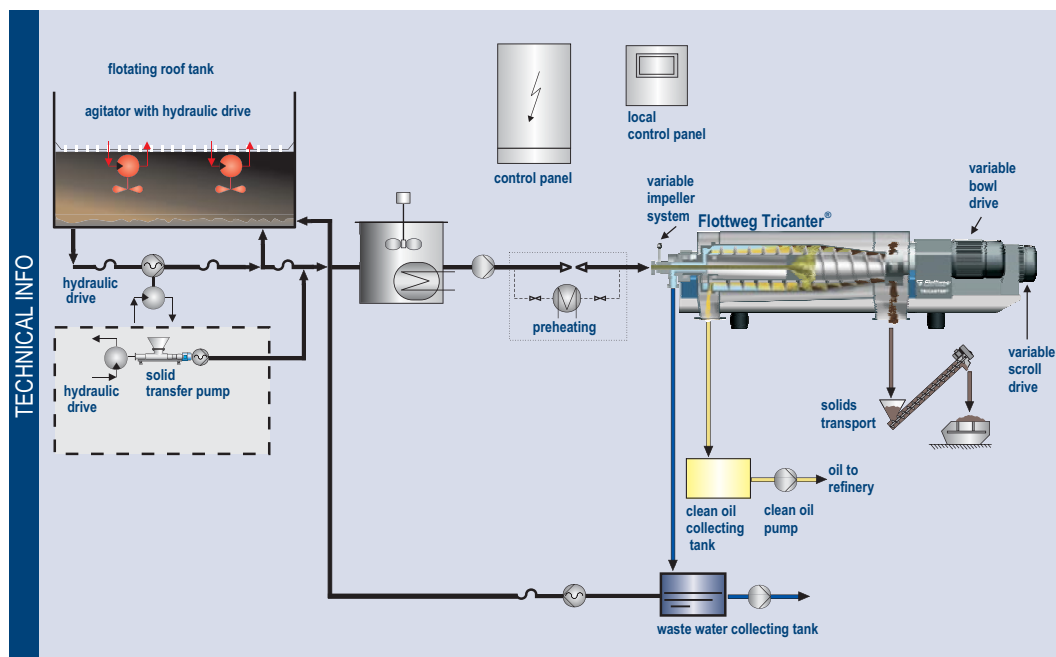 TECHNICAL INFO
flotating roof tank
agitator with hydraulic drive
control panel
local
control panel
variable
impeller
system
Flottweg Tricanter®
variable
bowl
drive
Flottweg
TRICANTER®
hydraulic
drive
preheating
hydraulic
drive
solid
transfer pump
variable
scroll
drive
solids
transport
oil to
refinery
clean oil
collecting
tank
clean oil
pump
waste water collecting tank